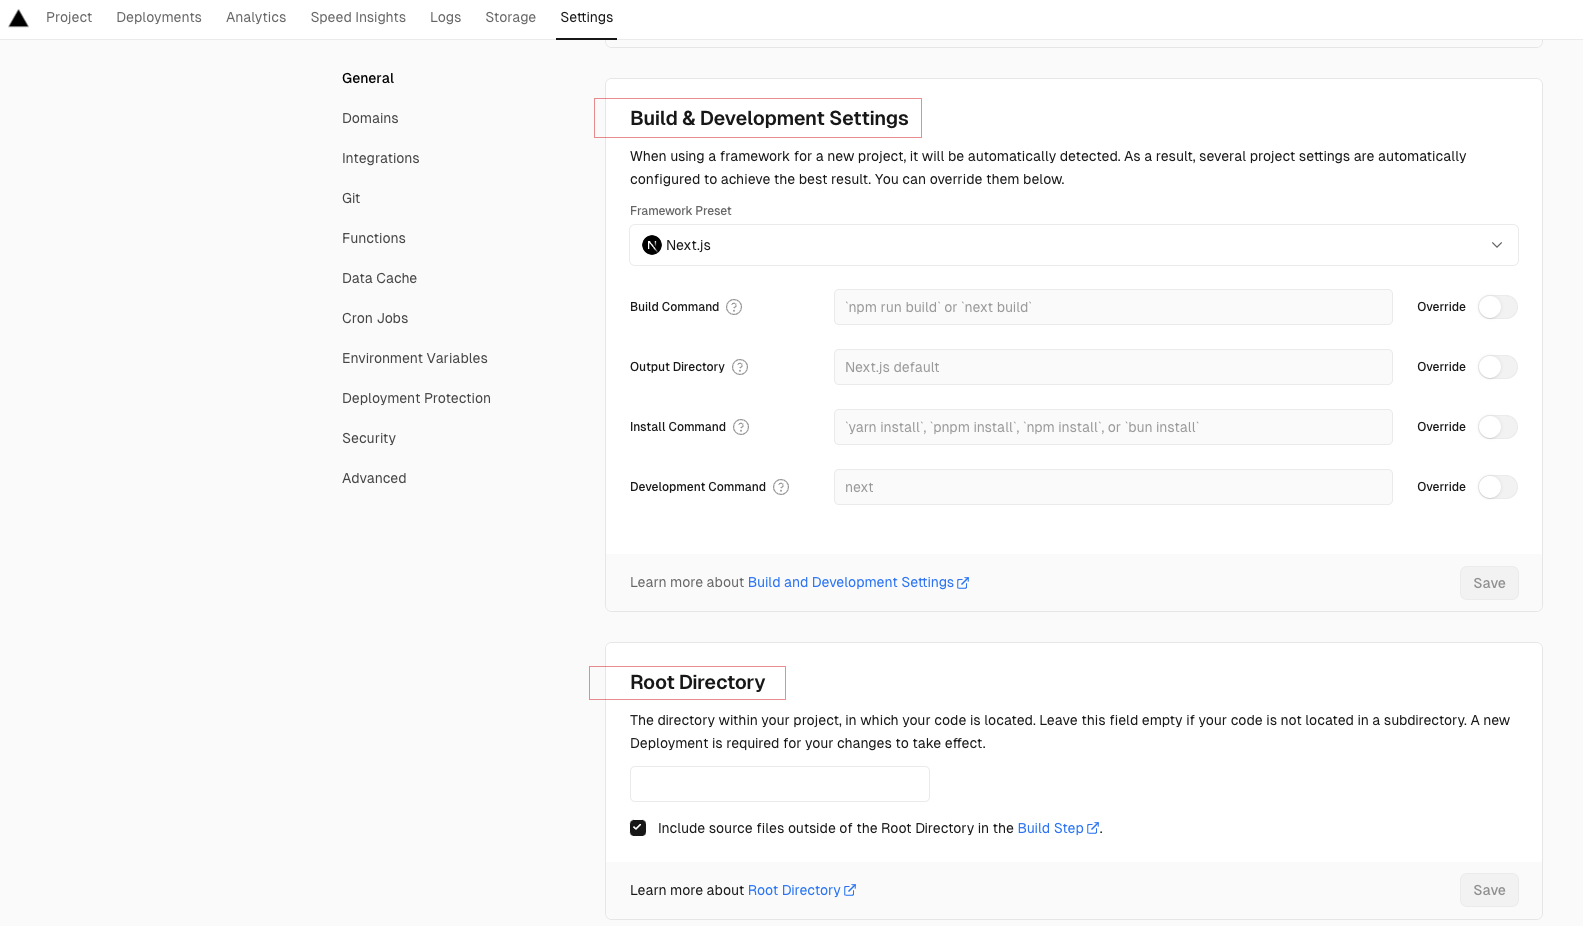 Project Deployments Analytics Speed Insights Logs Storage Settings
General
Domains
Integrations
Git
Functions
Data Cache
Cron Jobs
Environment Variables
Deployment Protection
Security
Advanced
Build & Development Settings
When using a framework for a new project, it will be automatically detected. As a result, several project settings are automatically
configured to achieve the best result. You can override them below.
Framework Preset
N Next.js
Build Command ? `npm run build` or `next build` Override
Output Directory ? Next.js default Override
Install Command ? `yarn install`, `pnpm install`, `npm install`, or `bun install` Override
Development Command ? next Override
Learn more about Build and Development Settings Save
Root Directory
The directory within your project, in which your code is located. Leave this field empty if your code is not located in a subdirectory. A new
Deployment is required for your changes to take effect.
Include source files outside of the Root Directory in the Build Step.
Learn more about Root Directory Save